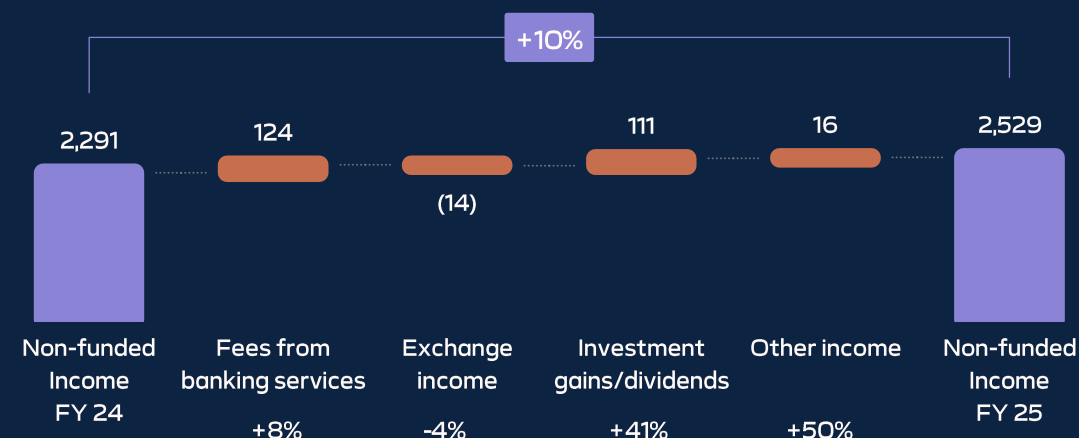 +10%
2,291
124
(14)
111
16
2,529
Non-funded
Income
FY 24
Fees from
banking services
+8%
Exchange
income
-4%
Investment
gains/dividends
+41%
Other income
+50%
Non-funded
Income
FY 25